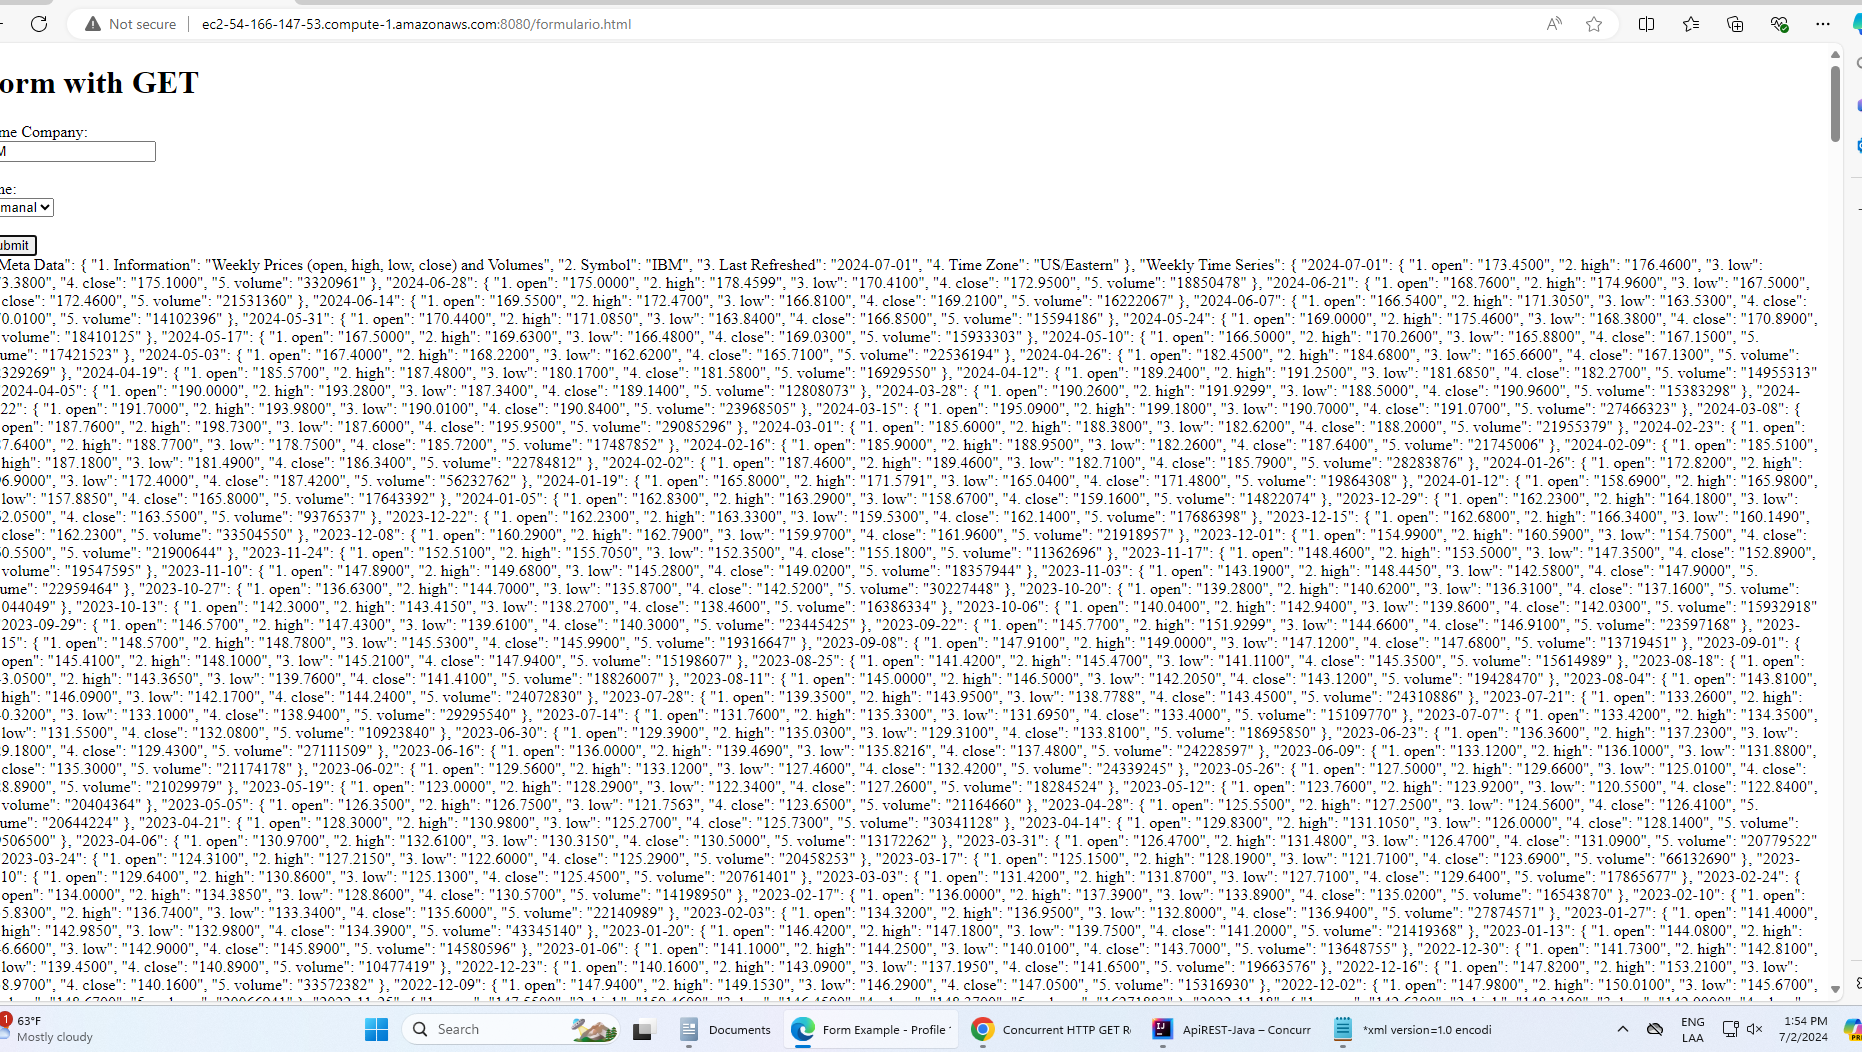 Not secure
ec2-54-166-147-53.compute-1.amazonaws.com:8080/formulario.html
orm with GET
me Company:
M
me:
manal
ubmit
Meta Data": { "1. Information": "Weekly Prices (open, high, low, close) and Volumes", "2. Symbol": "IBM", "3. Last Refreshed": "2024-07-01", "4. Time Zone": "US/Eastern" }, "Weekly Time Series": { "2024-07-01": { "1. open": "173.4500", "2. high": "176.4600", "3. low":
3.3800", "4. close": "175.1000", "5. volume": "3320961" }, "2024-06-28": { "1. open": "175.0000", "2. high": "178.4599", "3. low": "170.4100", "4. close": "172.9500", "5. volume": "18850478" }, "2024-06-21": { "1. open": "168.7600", "2. high": "174.9600", "3. low": "167.5000",
close": "172.4600", "5. volume": "21531360" }, "2024-06-14": { "1. open": "169.5500", "2. high": "172.4700", "3. low": "166.8100", "4. close": "169.2100", "5. volume": "16222067" }, "2024-06-07": { "1. open": "166.5400", "2. high": "171.3050", "3. low": "163.5300", "4. close":
0.0100", "5. volume": "14102396" }, "2024-05-31": { "1. open": "170.4400", "2. high": "171.0850", "3. low": "163.8400", "4. close": "166.8500", "5. volume": "15594186" }, "2024-05-24": { "1. open": "169.0000", "2. high": "175.4600", "3. low": "168.3800", "4. close": "170.8900",
volume": "18410125" }, "2024-05-17": { "1. open": "167.5000", "2. high": "169.6300", "3. low": "166.4800", "4. close": "169.0300", "5. volume": "15933303" }, "2024-05-10": { "1. open": "166.5000", "2. high": "170.2600", "3. low": "165.8800", "4. close": "167.1500", "5.
ume": "17421523" }, "2024-05-03": { "1. open": "167.4000", "2. high": "168.2200", "3. low": "162.6200", "4. close": "165.7100", "5. volume": "22536194" }, "2024-04-26": { "1. open": "182.4500", "2. high": "184.6800", "3. low": "165.6600", "4. close": "167.1300", "5. volume":
329269" }, "2024-04-19": { "1. open": "185.5700", "2. high": "187.4800", "3. low": "180.1700", "4. close": "181.5800", "5. volume": "16929550" }, "2024-04-12": { "1. open": "189.2400", "2. high": "191.2500", "3. low": "181.6850", "4. close": "182.2700", "5. volume": "14955313"
2024-04-05": { "1. open": "190.0000", "2. high": "193.2800", "3. low": "187.3400", "4. close": "189.1400", "5. volume": "12808073" }, "2024-03-28": { "1. open": "190.2600", "2. high": "191.9299", "3. low": "188.5000", "4. close": "190.9600", "5. volume": "15383298" }, "2024-
22": { "1. open": "191.7000", "2. high": "193.9800", "3. low": "190.0100", "4. close": "190.8400", "5. volume": "23968505" }, "2024-03-15": { "1. open": "195.0900", "2. high": "199.1800", "3. low": "190.7000", "4. close": "191.0700", "5. volume": "27466323" }, "2024-03-08": {
open": "187.7600", "2. high": "198.7300", "3. low": "187.6000", "4. close": "195.9500", "5. volume": "29085296" }, "2024-03-01": { "1. open": "185.6000", "2. high": "188.3800", "3. low": "182.6200", "4. close": "188.2000", "5. volume": "21955379" }, "2024-02-23": { "1. open":
7.6400", "2. high": "188.7700", "3. low": "178.7500", "4. close": "185.7200", "5. volume": "17487852" }, "2024-02-16": { "1. open": "185.9000", "2. high": "188.9500", "3. low": "182.2600", "4. close": "187.6400", "5. volume": "21745006" }, "2024-02-09": { "1. open": "185.5100",
high": "187.1800", "3. low": "181.4900", "4. close": "186.3400", "5. volume": "22784812" }, "2024-02-02": { "1. open": "187.4600", "2. high": "189.4600", "3. low": "182.7100", "4. close": "185.7900", "5. volume": "28283876" }, "2024-01-26": { "1. open": "172.8200", "2. high":
6.9000", "3. low": "172.4000", "4. close": "187.4200", "5. volume": "56232762" }, "2024-01-19": { "1. open": "165.8000", "2. high": "171.5791", "3. low": "165.0400", "4. close": "171.4800", "5. volume": "19864308" }, "2024-01-12": { "1. open": "158.6900", "2. high": "165.9800",
low": "157.8850", "4. close": "165.8000", "5. volume": "17643392" }, "2024-01-05": { "1. open": "162.8300", "2. high": "163.2900", "3. low": "158.6700", "4. close": "159.1600", "5. volume": "14822074" }, "2023-12-29": { "1. open": "162.2300", "2. high": "164.1800", "3. low":
2.0500", "4. close": "163.5500", "5. volume": "9376537" }, "2023-12-22": { "1. open": "162.2300", "2. high": "163.3300", "3. low": "159.5300", "4. close": "162.1400", "5. volume": "17686398" }, "2023-12-15": { "1. open": "162.6800", "2. high": "166.3400", "3. low": "160.1490",
close": "162.2300", "5. volume": "33504550" }, "2023-12-08": { "1. open": "160.2900", "2. high": "162.7900", "3. low": "159.9700", "4. close": "161.9600", "5. volume": "21918957" }, "2023-12-01": { "1. open": "154.9900", "2. high": "160.5900", "3. low": "154.7500", "4. close":
0.5500", "5. volume": "21900644" }, "2023-11-24": { "1. open": "152.5100", "2. high": "155.7050", "3. low": "152.3500", "4. close": "155.1800", "5. volume": "11362696" }, "2023-11-17": { "1. open": "148.4600", "2. high": "153.5000", "3. low": "147.3500", "4. close": "152.8900",
volume": "19547595" }, "2023-11-10": { "1. open": "147.8900", "2. high": "149.6800", "3. low": "145.2800", "4. close": "149.0200", "5. volume": "18357944" }, "2023-11-03": { "1. open": "143.1900", "2. high": "148.4450", "3. low": "142.5800", "4. close": "147.9000", "5.
ume": "22959464" }, "2023-10-27": { "1. open": "136.6300", "2. high": "144.7000", "3. low": "135.8700", "4. close": "142.5200", "5. volume": "30227448" }, "2023-10-20": { "1. open": "139.2800", "2. high": "140.6200", "3. low": "136.3100", "4. close": "137.1600", "5. volume":
044049" }, "2023-10-13": { "1. open": "142.3000", "2. high": "143.4150", "3. low": "138.2700", "4. close": "138.4600", "5. volume": "16386334" }, "2023-10-06": { "1. open": "140.0400", "2. high": "142.9400", "3. low": "139.8600", "4. close": "142.0300", "5. volume": "15932918"
2023-09-29": { "1. open": "146.5700", "2. high": "147.4300", "3. low": "139.6100", "4. close": "140.3000", "5. volume": "23445425" }, "2023-09-22": { "1. open": "145.7700", "2. high": "151.9299", "3. low": "144.6600", "4. close": "146.9100", "5. volume": "23597168" }, "2023-
15": { "1. open": "148.5700", "2. high": "148.7800", "3. low": "145.5300", "4. close": "145.9900", "5. volume": "19316647" }, "2023-09-08": { "1. open": "147.9100", "2. high": "149.0000", "3. low": "147.1200", "4. close": "147.6800", "5. volume": "13719451" }, "2023-09-01": {
open": "145.4100", "2. high": "148.1000", "3. low": "145.2100", "4. close": "147.9400", "5. volume": "15198607" }, "2023-08-25": { "1. open": "141.4200", "2. high": "145.4700", "3. low": "141.1100", "4. close": "145.3500", "5. volume": "15614989" }, "2023-08-18": { "1. open":
3.0500", "2. high": "143.3650", "3. low": "139.7600", "4. close": "141.4100", "5. volume": "18826007" }, "2023-08-11": { "1. open": "145.0000", "2. high": "146.5000", "3. low": "142.2050", "4. close": "143.1200", "5. volume": "19428470" }, "2023-08-04": { "1. open": "143.8100",
high": "146.0900", "3. low": "142.1700", "4. close": "144.2400", "5. volume": "24072830" }, "2023-07-28": { "1. open": "139.3500", "2. high": "143.9500", "3. low": "138.7788", "4. close": "143.4500", "5. volume": "24310886" }, "2023-07-21": { "1. open": "133.2600", "2. high":
0.3200", "3. low": "133.1000", "4. close": "138.9400", "5. volume": "29295540" }, "2023-07-14": { "1. open": "131.7600", "2. high": "135.3300", "3. low": "131.6950", "4. close": "133.4000", "5. volume": "15109770" }, "2023-07-07": { "1. open": "133.4200", "2. high": "134.3500",
low": "131.5500", "4. close": "132.0800", "5. volume": "10923840" }, "2023-06-30": { "1. open": "129.3900", "2. high": "135.0300", "3. low": "129.3100", "4. close": "133.8100", "5. volume": "18695850" }, "2023-06-23": { "1. open": "136.3600", "2. high": "137.2300", "3. low":
9.1800", "4. close": "129.4300", "5. volume": "27111509" }, "2023-06-16": { "1. open": "136.0000", "2. high": "139.4690", "3. low": "135.8216", "4. close": "137.4800", "5. volume": "24228597" }, "2023-06-09": { "1. open": "133.1200", "2. high": "136.1000", "3. low": "131.8800",
close": "135.3000", "5. volume": "21174178" }, "2023-06-02": { "1. open": "129.5600", "2. high": "133.1200", "3. low": "127.4600", "4. close": "132.4200", "5. volume": "24339245" }, "2023-05-26": { "1. open": "127.5000", "2. high": "129.6600", "3. low": "125.0100", "4. close":
8.8900", "5. volume": "21029979" }, "2023-05-19": { "1. open": "123.0000", "2. high": "128.2900", "3. low": "122.3400", "4. close": "127.2600", "5. volume": "18284524" }, "2023-05-12": { "1. open": "123.7600", "2. high": "123.9200", "3. low": "120.5500", "4. close": "122.8400",
volume": "20404364" }, "2023-05-05": { "1. open": "126.3500", "2. high": "126.7500", "3. low": "121.7563", "4. close": "123.6500", "5. volume": "21164660" }, "2023-04-28": { "1. open": "125.5500", "2. high": "127.2500", "3. low": "124.5600", "4. close": "126.4100", "5.
ume": "20644224" }, "2023-04-21": { "1. open": "128.3000", "2. high": "130.9800", "3. low": "125.2700", "4. close": "125.7300", "5. volume": "30341128" }, "2023-04-14": { "1. open": "129.8300", "2. high": "131.1050", "3. low": "126.0000", "4. close": "128.1400", "5. volume":
506500" }, "2023-04-06": { "1. open": "130.9700", "2. high": "132.6100", "3. low": "130.3150", "4. close": "130.5000", "5. volume": "13172262" }, "2023-03-31": { "1. open": "126.4700", "2. high": "131.4800", "3. low": "126.4700", "4. close": "131.0900", "5. volume": "20779522"
2023-03-24": { "1. open": "124.3100", "2. high": "127.2150", "3. low": "122.6000", "4. close": "125.2900", "5. volume": "20458253" }, "2023-03-17": { "1. open": "125.1500", "2. high": "128.1900", "3. low": "121.7100", "4. close": "123.6900", "5. volume": "66132690" }, "2023-
10": { "1. open": "129.6400", "2. high": "130.8600", "3. low": "125.1300", "4. close": "125.4500", "5. volume": "20761401" }, "2023-03-03": { "1. open": "131.4200", "2. high": "131.8700", "3. low": "127.7100", "4. close": "129.6400", "5. volume": "17865677" }, "2023-02-24": {
open": "134.0000", "2. high": "134.3850", "3. low": "128.8600", "4. close": "130.5700", "5. volume": "14198950" }, "2023-02-17": { "1. open": "136.0000", "2. high": "137.3900", "3. low": "133.8900", "4. close": "135.0200", "5. volume": "16543870" }, "2023-02-10": { "1. open":
5.8300", "2. high": "136.7400", "3. low": "133.3400", "4. close": "135.6000", "5. volume": "22140989" }, "2023-02-03": { "1. open": "134.3200", "2. high": "136.9500", "3. low": "132.8000", "4. close": "136.9400", "5. volume": "27874571" }, "2023-01-27": { "1. open": "141.4000",
high": "142.9850", "3. low": "132.9800", "4. close": "134.3900", "5. volume": "43345140" }, "2023-01-20": { "1. open": "146.4200", "2. high": "147.1800", "3. low": "139.7500", "4. close": "141.2000", "5. volume": "21419368" }, "2023-01-13": { "1. open": "144.0800", "2. high":
6.6600", "3. low": "142.9000", "4. close": "145.8900", "5. volume": "14580596" }, "2023-01-06": { "1. open": "141.1000", "2. high": "144.2500", "3. low": "140.0100", "4. close": "143.7000", "5. volume": "13648755" }, "2022-12-30": { "1. open": "141.7300", "2. high": "142.8100",
low": "139.4500", "4. close": "140.8900", "5. volume": "10477419" }, "2022-12-23": { "1. open": "140.1600", "2. high": "143.0900", "3. low": "137.1950", "4. close": "141.6500", "5. volume": "19663576" }, "2022-12-16": { "1. open": "147.8200", "2. high": "153.2100", "3. low":
8.9700", "4. close": "140.1600", "5. volume": "33572382" }, "2022-12-09": { "1. open": "147.9400", "2. high": "149.1530", "3. low": "146.2900", "4. close": "147.0500", "5. volume": "15316930" }, "2022-12-02": { "1. open": "147.9800", "2. high": "150.0100", "3. low": "145.6700",
1
63°F
Mostly cloudy
Search
Documents
Form Example - Profile
Concurrent HTTP GET R
ApiREST-Java – Concurr
*xml version=1.0 encodi
ENG
LAA
1:54 PM
7/2/2024